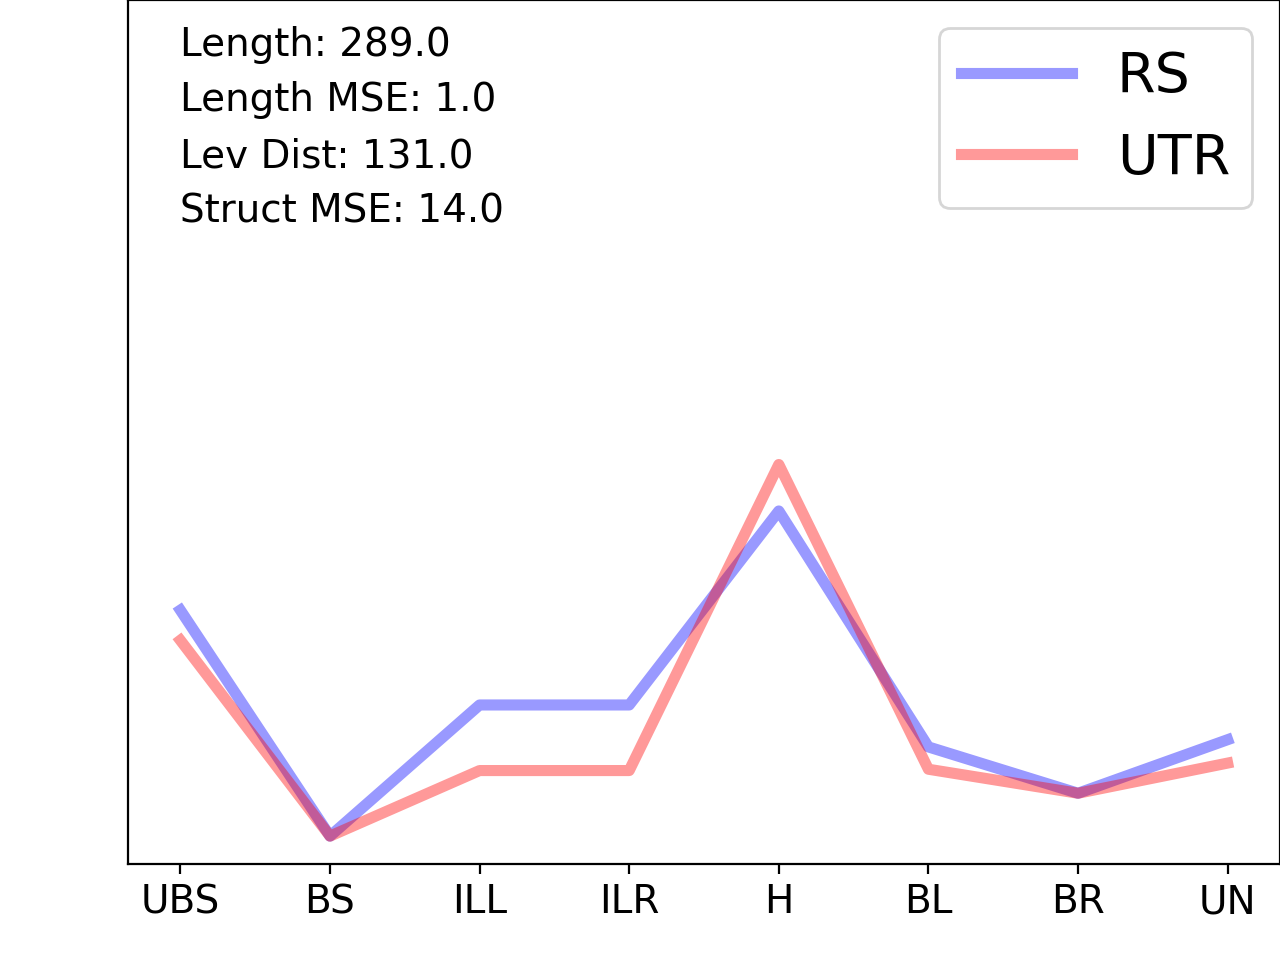 Length: 289.0
Length MSE: 1.0
Lev Dist: 131.0
Struct MSE: 14.0
RS
UTR
UBS BS ILL ILR H BL BR UN